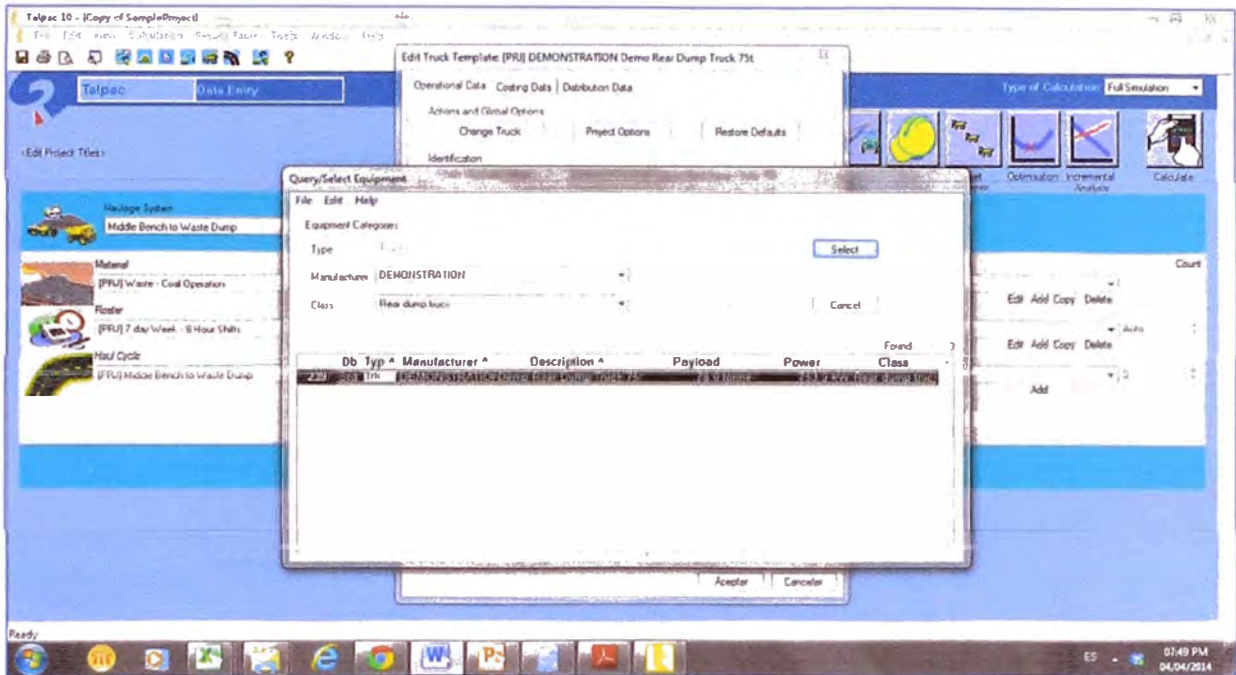 Talpac 10 - [Copy of SampleProject]
Tools
Edit Truck Template: [PRJ] DEMONSTRATION Demo Rear Dump Truck 75t
Talpac Data Entry
Operational Data Costing Data Distribution Data
Type of Calculation Full Simulation
Actions and Global Options
Change Truck Project Options Restore Defaults
<Edit Project Titles>
Identification
Optimisation Incremental Analysis Calculate
Query/Select Equipment
File Edit Help
Haulage System
Middle Bench to Waste Dump
Equipment Categories
Type
Select
Manufacturer DEMONSTRATION
Class Rear dump truck
Cancel
Material
[PRJ] Waste - Coal Operation
Count
Edit Add Copy Delete
Roster
[PRJ] 7 day Week - 8 Hour Shifts
Auto
Edit Add Copy Delete
Haul Cycle
[PRJ] Middle Bench to Waste Dump
Add
Found
Db Typ Manufacturer Description Payload Power Class
Trk DEMONSTRATION Demo Rear Dump Truck 75t
Aceptar Cancelar
Ready
ES
07:49 PM
04/04/2014